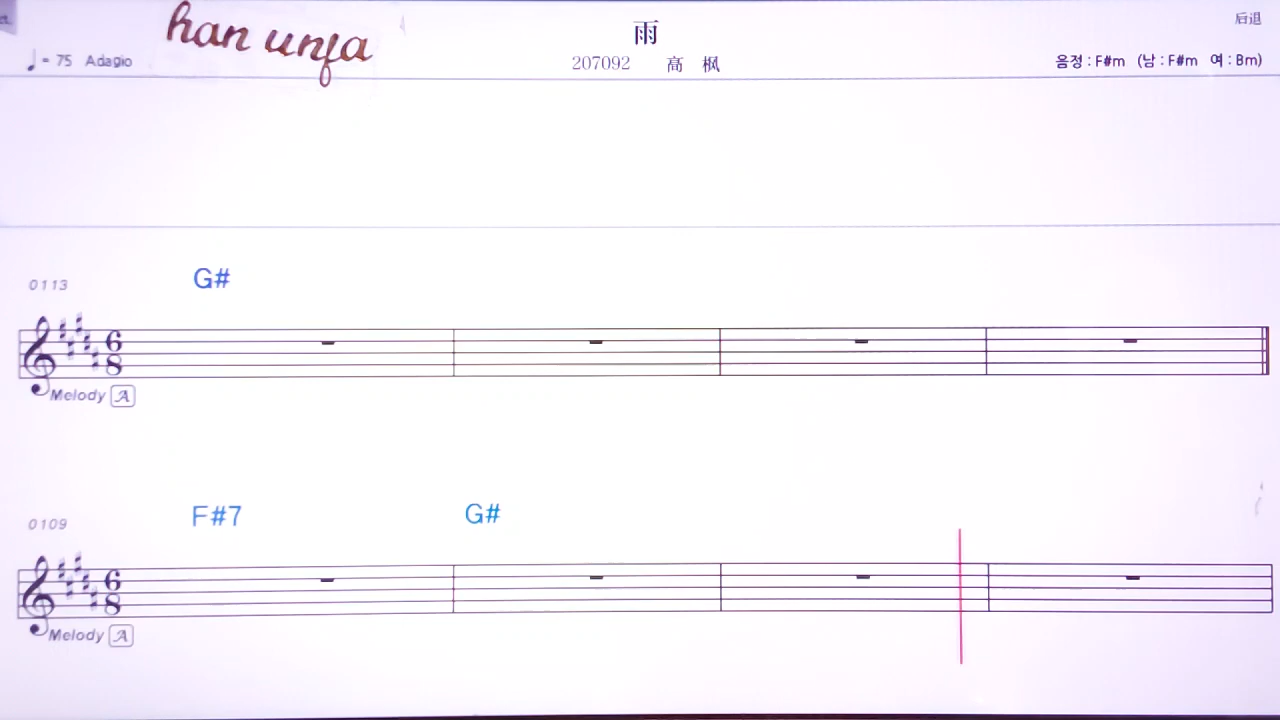 han unfa
雨
后退
♩ = 75 Adagio
207092 高 枫
음정 : F#m (남 : F#m 여 : Bm)
0113
G#
6
8
Melody A
0109
F#7 G#
6
8
Melody A